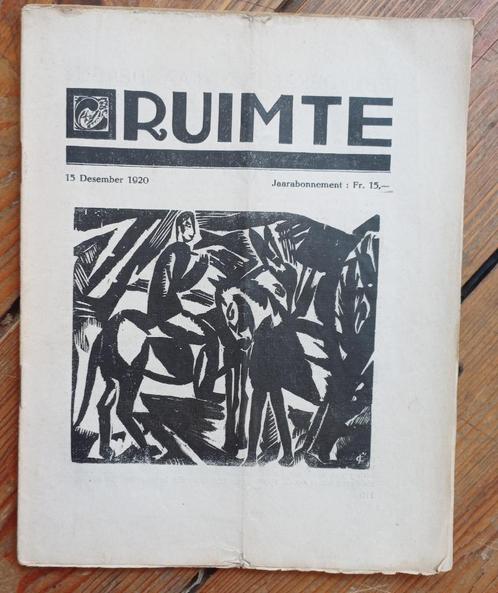 RUIMTE
15 Desember 1920
Jaarabonnement : Fr. 15,—